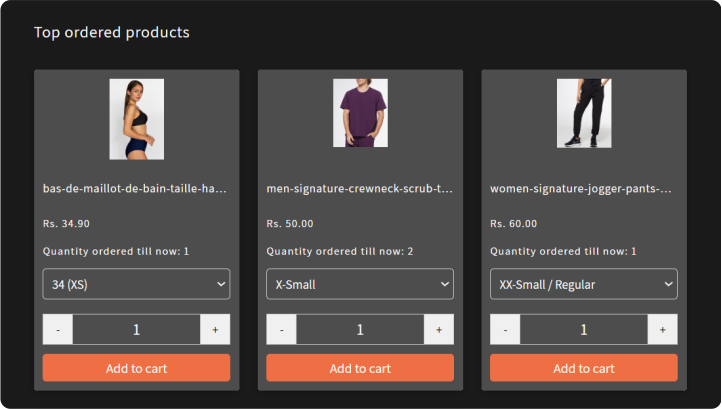 Top ordered products
bas-de-maillot-de-bain-taille-ha...
Rs. 34.90
Quantity ordered till now: 1
34 (XS)
- 1 +
Add to cart
men-signature-crewneck-scrub-t...
Rs. 50.00
Quantity ordered till now: 2
X-Small
- 1 +
Add to cart
women-signature-jogger-pants-...
Rs. 60.00
Quantity ordered till now: 1
XX-Small / Regular
- 1 +
Add to cart